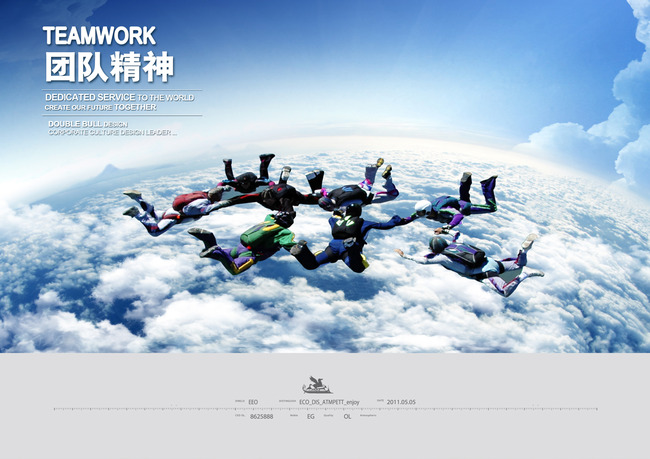 TEAMWORK
团队精神
DEDICATED SERVICE TO THE WORLD
CREATE OUR FUTURE TOGETHER
DOUBLE BULL DESIGN
CORPORATE CULTURE DESIGN LEADER ...
EEO ECO_DIS_ATMPETT_enjoy DATE 2011.05.05
8625888 EG OL